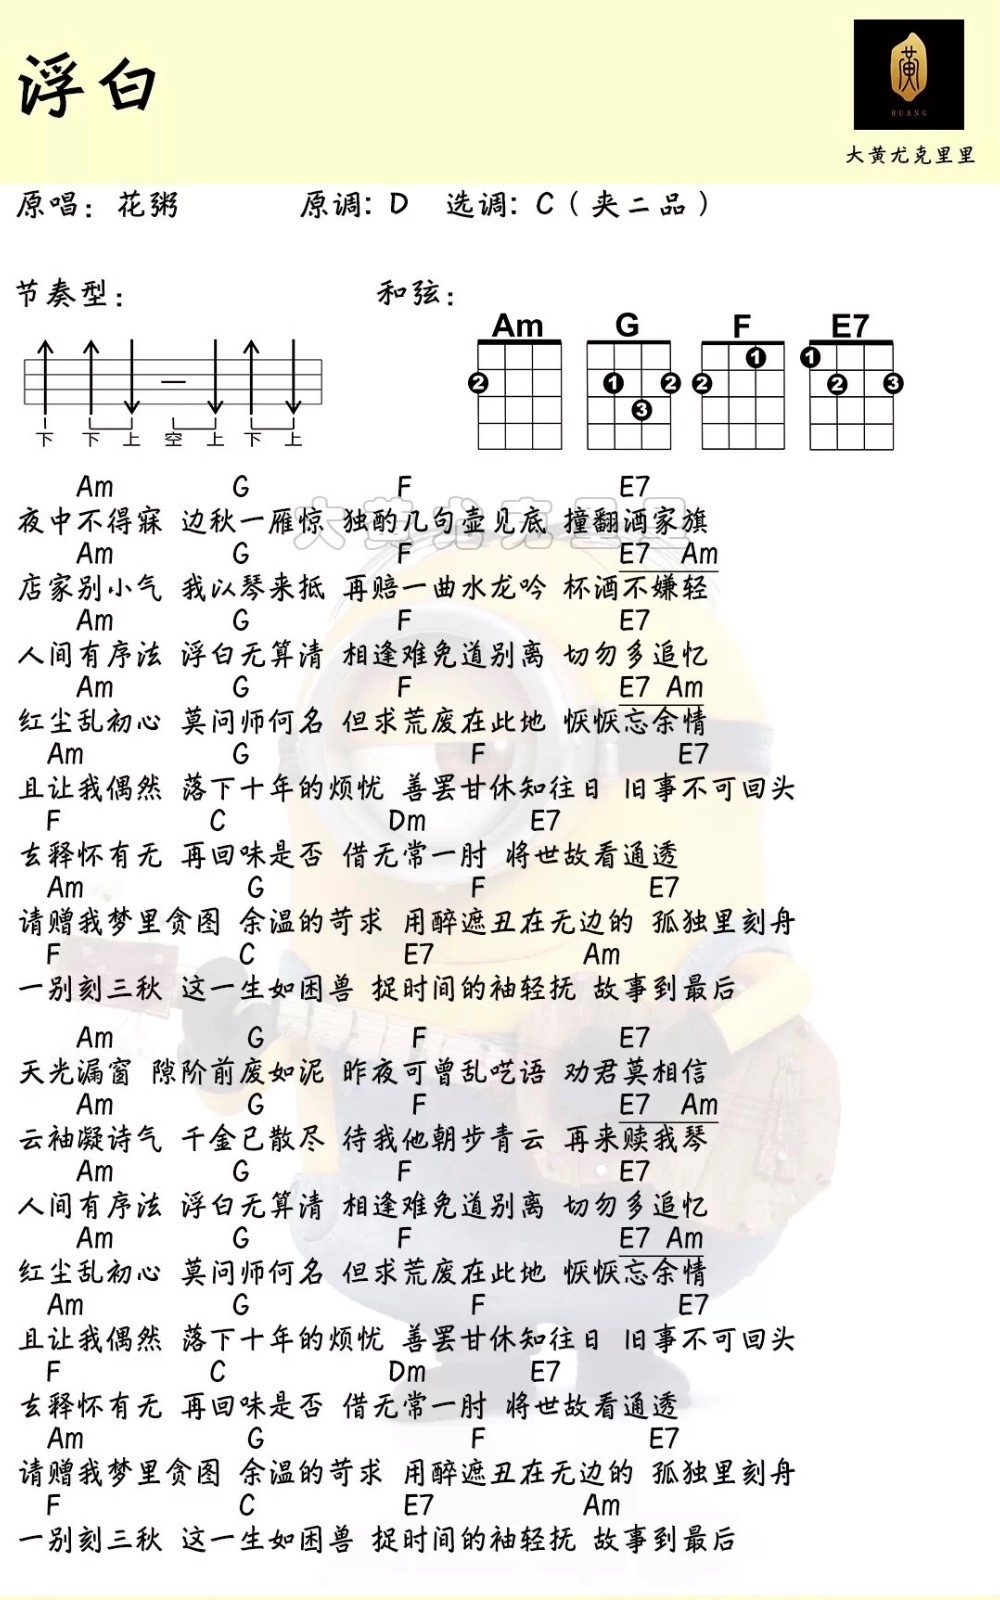 浮白
黄
HUANG
大黄尤克里里
原唱：花粥 原调：D 选调：C（夹二品）
节奏型： 和弦：
Am G F E7
2 1 2 3 1 2 1 2 3
下 下 上 空 上 下 上
Am G F E7
大黄尤克里里
夜中不得寐 边秋一雁惊 独酌几句壶见底 撞翻酒家旗
Am G F E7 Am
店家别小气 我以琴来抵 再赔一曲水龙吟 杯酒不嫌轻
Am G F E7
人间有序法 浮白无算清 相逢难免道别离 切勿多追忆
Am G F E7 Am
红尘乱初心 莫问师何名 但求荒废在此地 恹恹忘余情
Am G F E7
且让我偶然 落下十年的烦忧 善罢甘休知往日 旧事不可回头
F C Dm E7
玄释怀有无 再回味是否 借无常一肘 将世故看通透
Am G F E7
请赠我梦里贪图 余温的苛求 用醉遮丑在无边的 孤独里刻舟
F C E7 Am
一别刻三秋 这一生如困兽 捉时间的袖轻抚 故事到最后
Am G F E7
天光漏窗 隙阶前废如泥 昨夜可曾乱呓语 劝君莫相信
Am G F E7 Am
云袖凝诗气 千金已散尽 待我他朝步青云 再来赎我琴
Am G F E7
人间有序法 浮白无算清 相逢难免道别离 切勿多追忆
Am G F E7 Am
红尘乱初心 莫问师何名 但求荒废在此地 恹恹忘余情
Am G F E7
且让我偶然 落下十年的烦忧 善罢甘休知往日 旧事不可回头
F C Dm E7
玄释怀有无 再回味是否 借无常一肘 将世故看通透
Am G F E7
请赠我梦里贪图 余温的苛求 用醉遮丑在无边的 孤独里刻舟
F C E7 Am
一别刻三秋 这一生如困兽 捉时间的袖轻抚 故事到最后